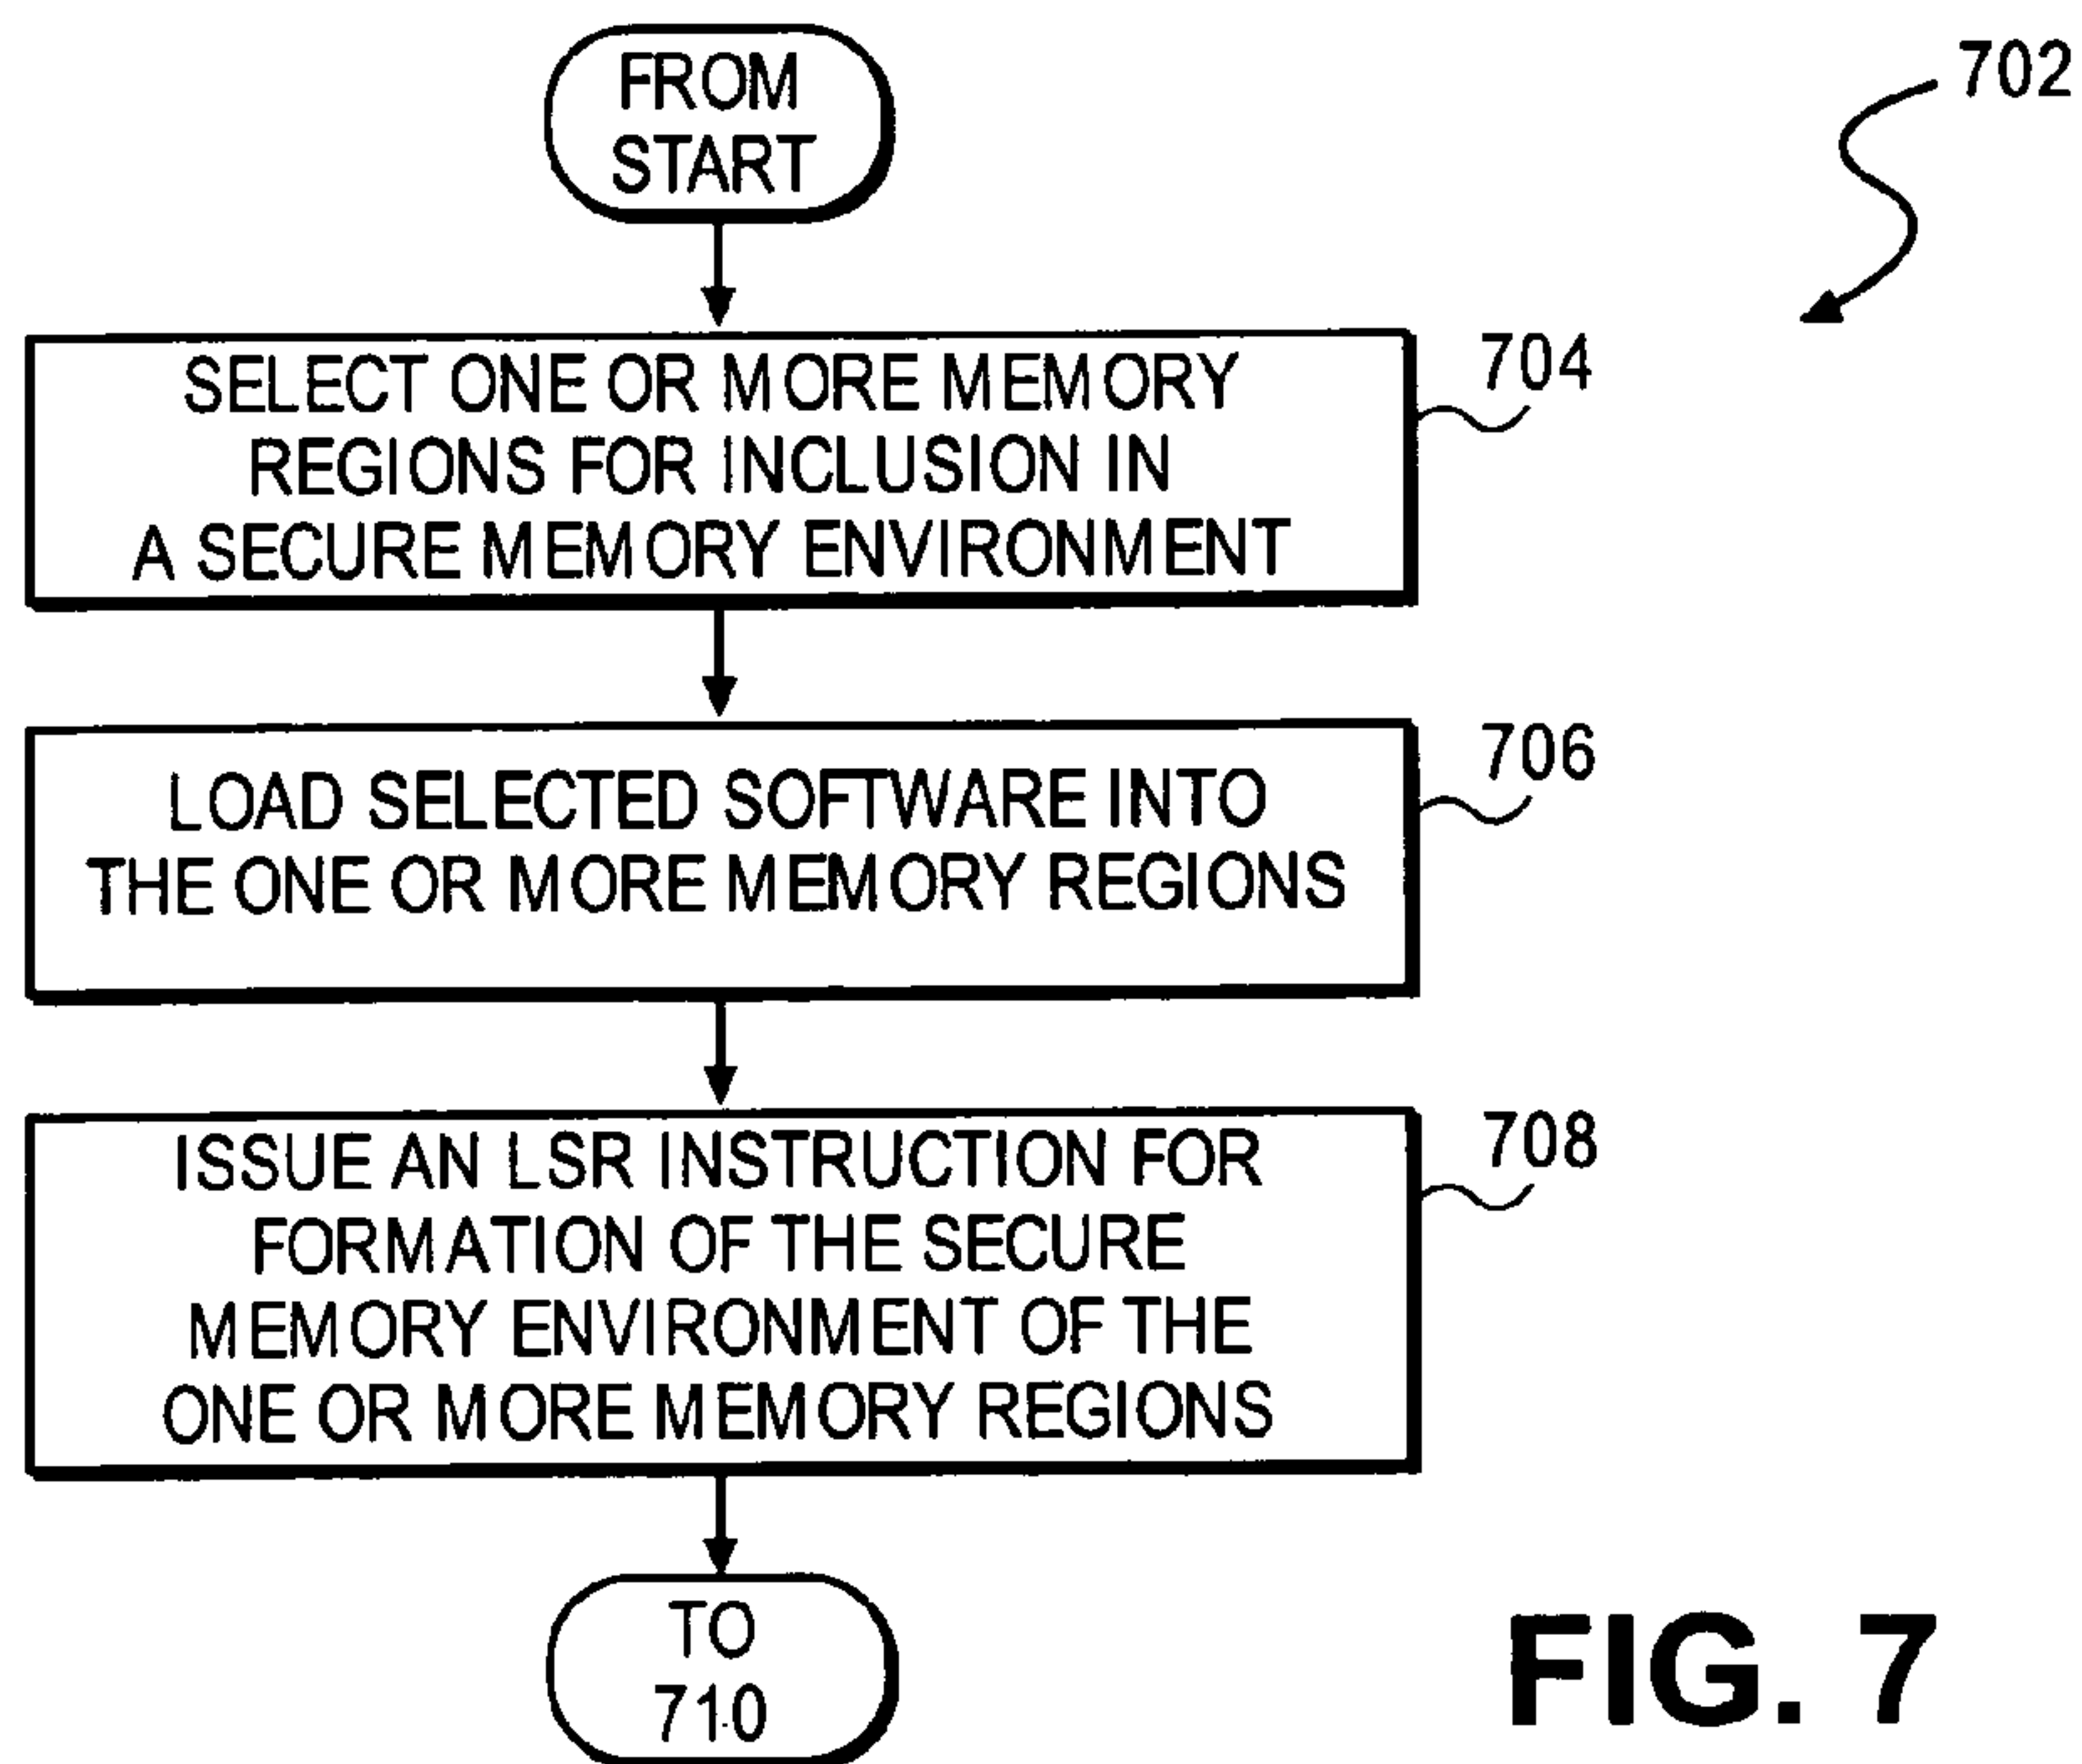 FROM
START
702
SELECT ONE OR MORE MEMORY
REGIONS FOR INCLUSION IN
A SECURE MEMORY ENVIRONMENT
704
LOAD SELECTED SOFTWARE INTO
THE ONE OR MORE MEMORY REGIONS
706
ISSUE AN LSR INSTRUCTION FOR
FORMATION OF THE SECURE
MEMORY ENVIRONMENT OF THE
ONE OR MORE MEMORY REGIONS
708
TO
710
FIG. 7